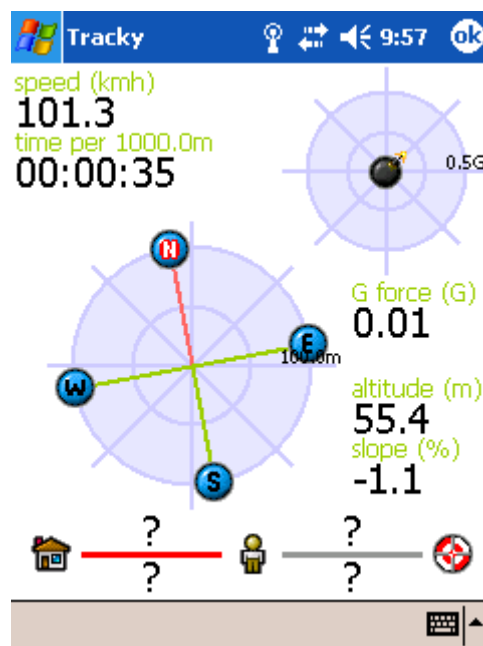 Tracky 9:57 ok
speed (kmh)
101.3
time per 1000.0m
00:00:35
0.5G
N
G force (G)
0.01
E
100.0m
W
altitude (m)
55.4
slope (%)
-1.1
S
? ?
? ?